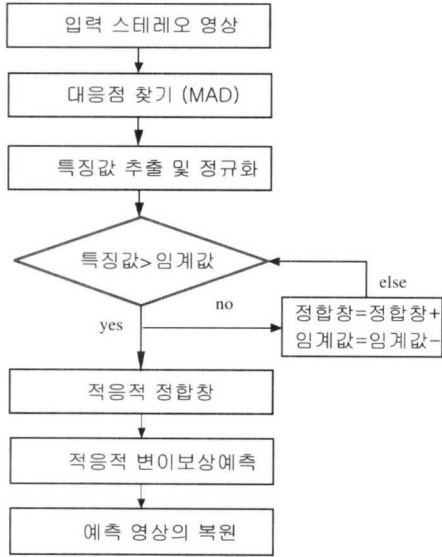 입력 스테레오 영상
대응점 찾기 (MAD)
특징값 추출 및 정규화
특징값> 임계값
else
no
yes
정합창=정합창+
임계값=임계값-
적응적 정합창
적응적 변이보상예측
예측 영상의 복원